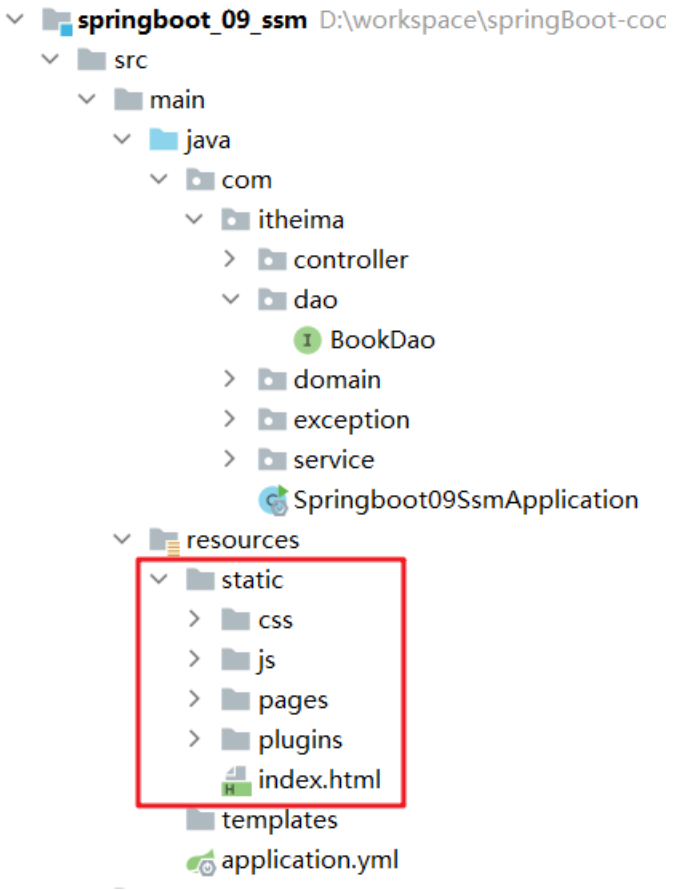 springboot_09_ssm D:\workspace\springBoot-coc
src
main
java
com
itheima
controller
dao
I BookDao
domain
exception
service
C Springboot09SsmApplication
resources
static
css
js
pages
plugins
H index.html
templates
application.yml